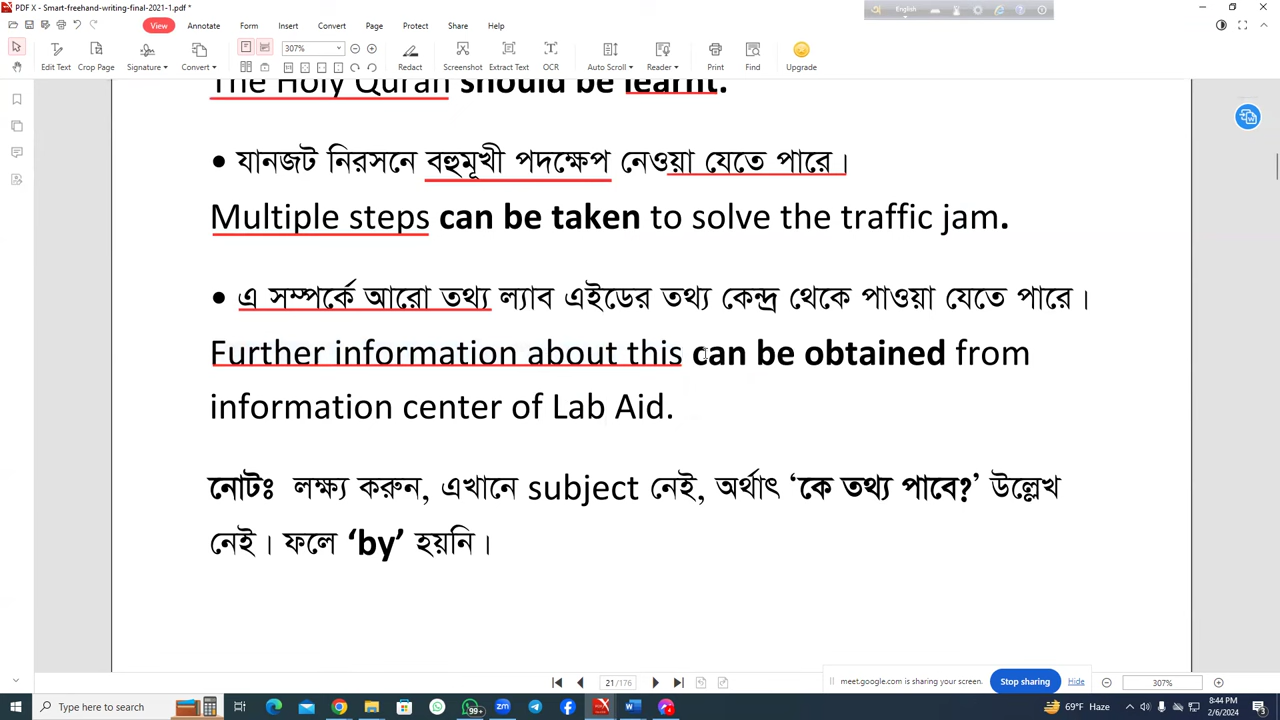 PDF X - Smart-freehand-writing-final-2021-1.pdf *
English
View Annotate Form Insert Convert Page Protect Share Help
307%
Edit Text Crop Page Signature Convert Redact Screenshot Extract Text OCR Auto Scroll Reader Print Find Upgrade
The Holy Quran should be learnt.
• যানজট নিরসনে বহুমূখী পদক্ষেপ নেওয়া যেতে পারে।
Multiple steps can be taken to solve the traffic jam.
• এ সম্পর্কে আরো তথ্য ল্যাব এইডের তথ্য কেন্দ্র থেকে পাওয়া যেতে পারে।
Further information about this can be obtained from
information center of Lab Aid.
নোটঃ লক্ষ্য করুন, এখানে subject নেই, অর্থাৎ ‘কে তথ্য পাবে?’ উল্লেখ
নেই। ফলে ‘by’ হয়নি।
21 /176
meet.google.com is sharing your screen. Stop sharing Hide
307%
Type here to search
99+
69°F Haze
8:44 PM
2/6/2024